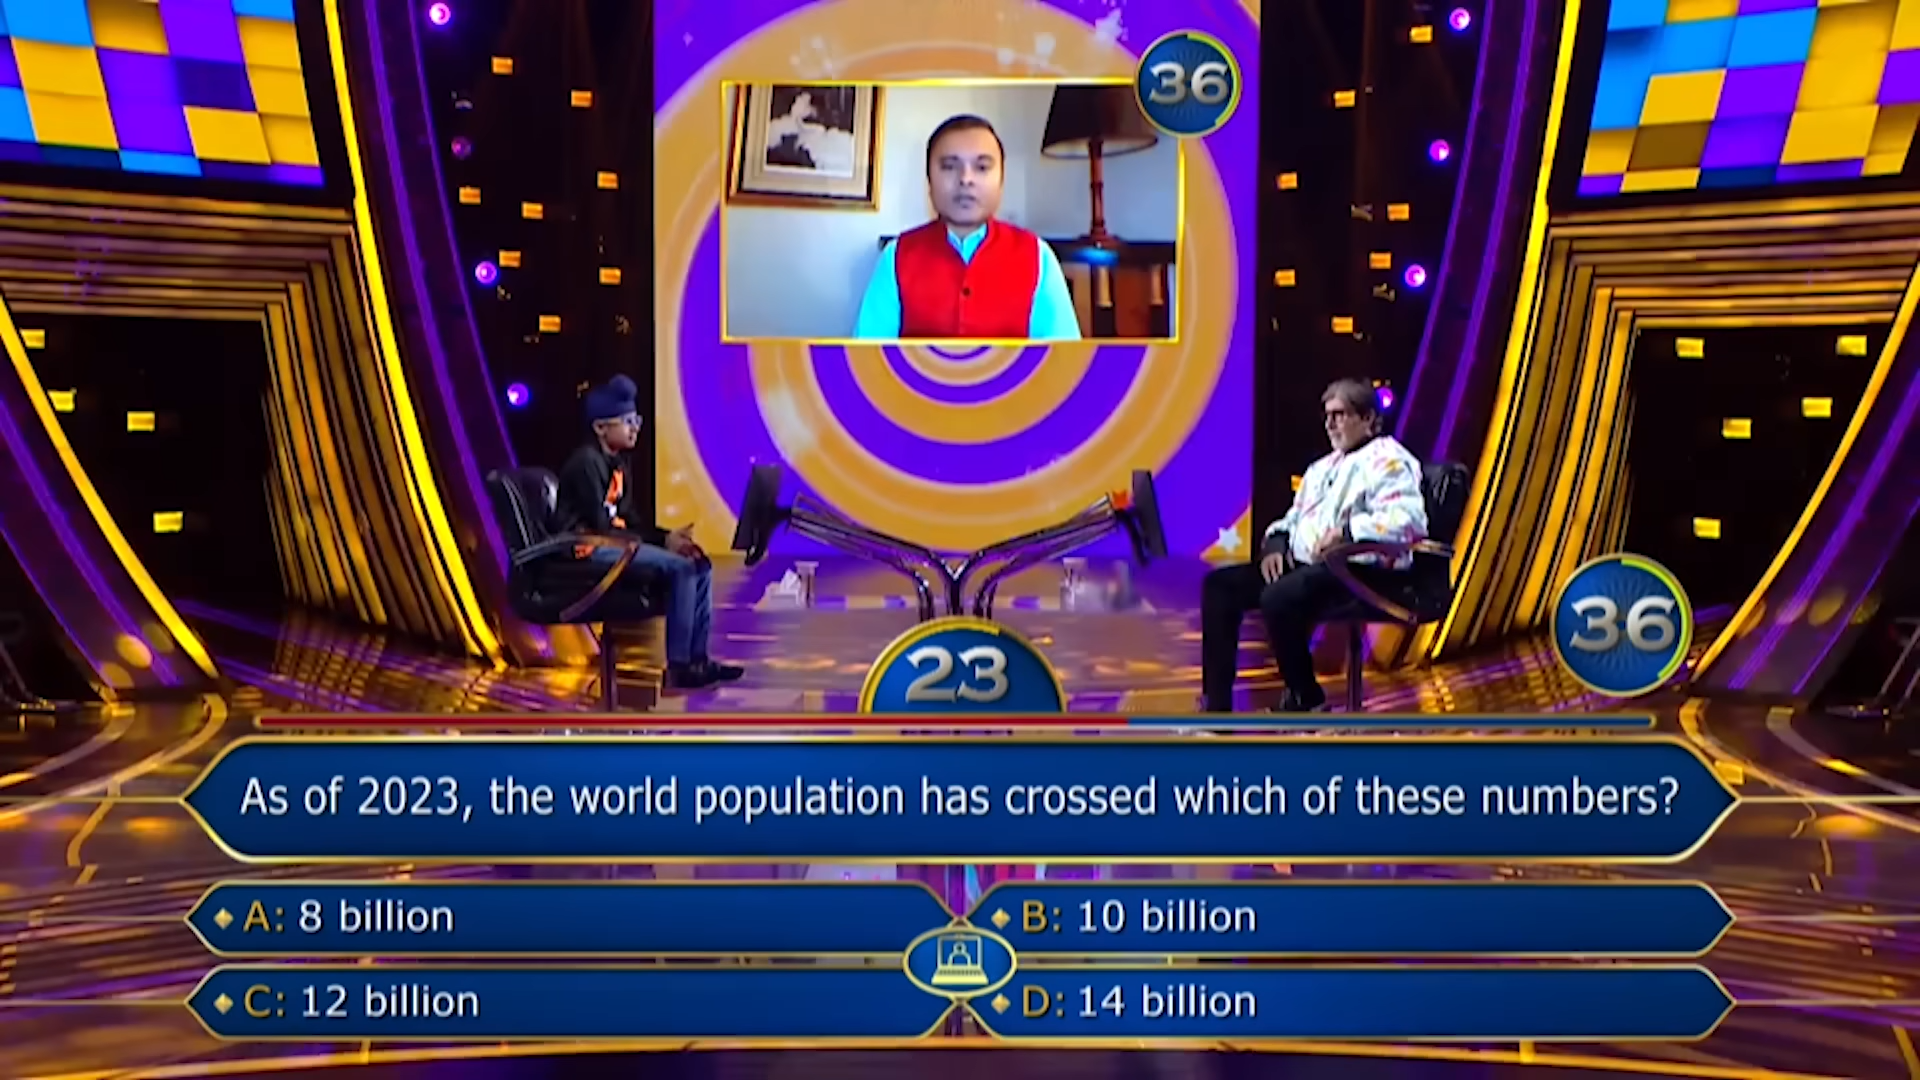 36
36
23
As of 2023, the world population has crossed which of these numbers?
A: 8 billion
B: 10 billion
C: 12 billion
D: 14 billion